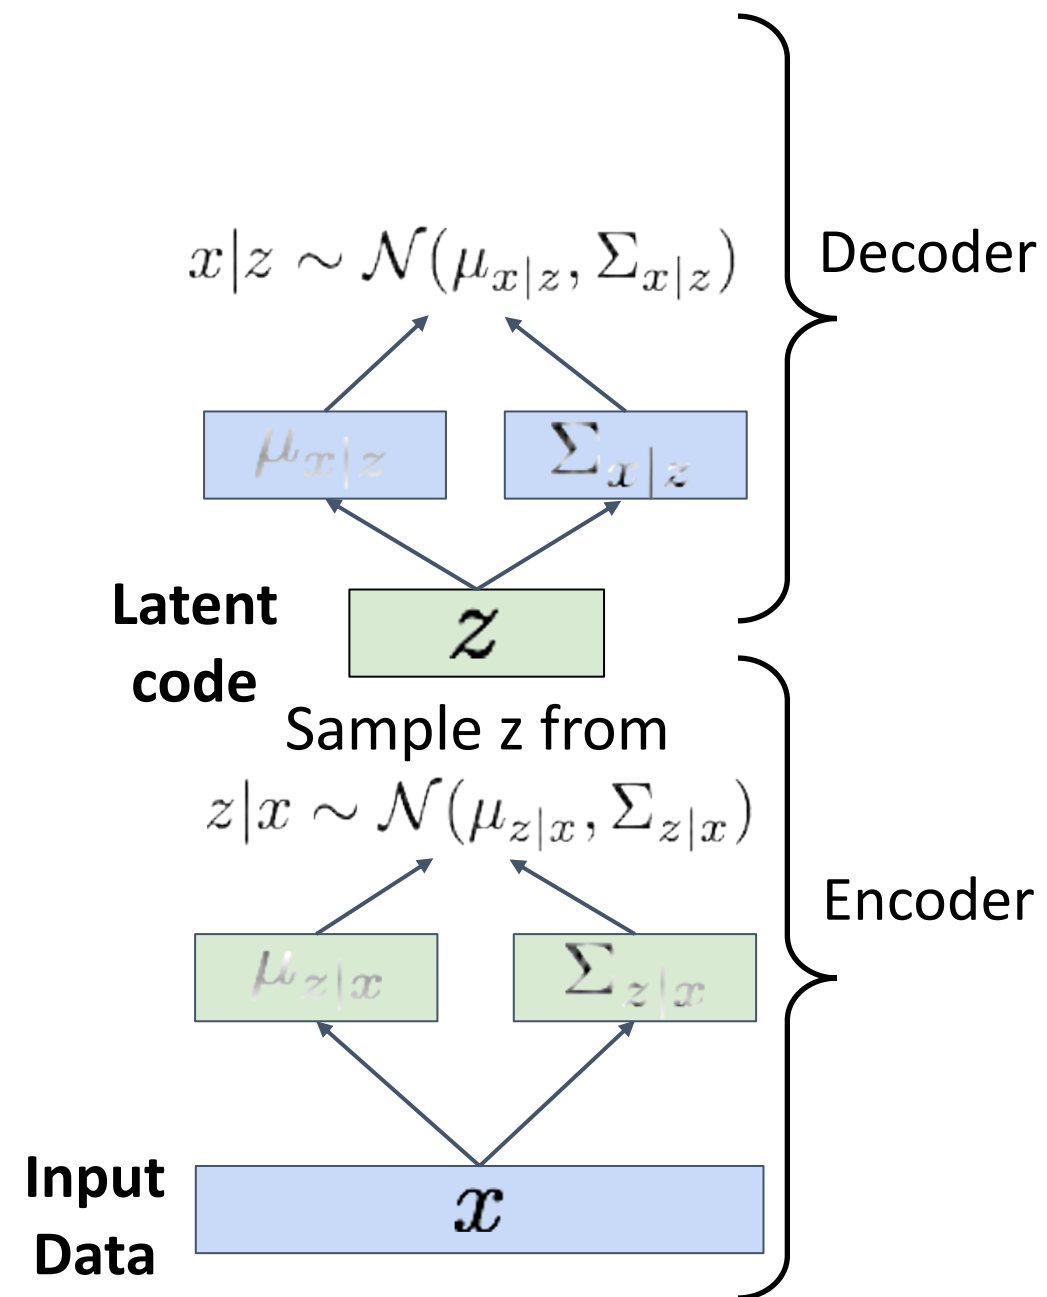 x|z ∼ 𝒩(μ_{x|z}, Σ_{x|z})
Decoder
μ_{x|z}
Σ_{x|z}
Latent
code
z
Sample z from
z|x ∼ 𝒩(μ_{z|x}, Σ_{z|x})
Encoder
μ_{z|x}
Σ_{z|x}
Input
Data
x